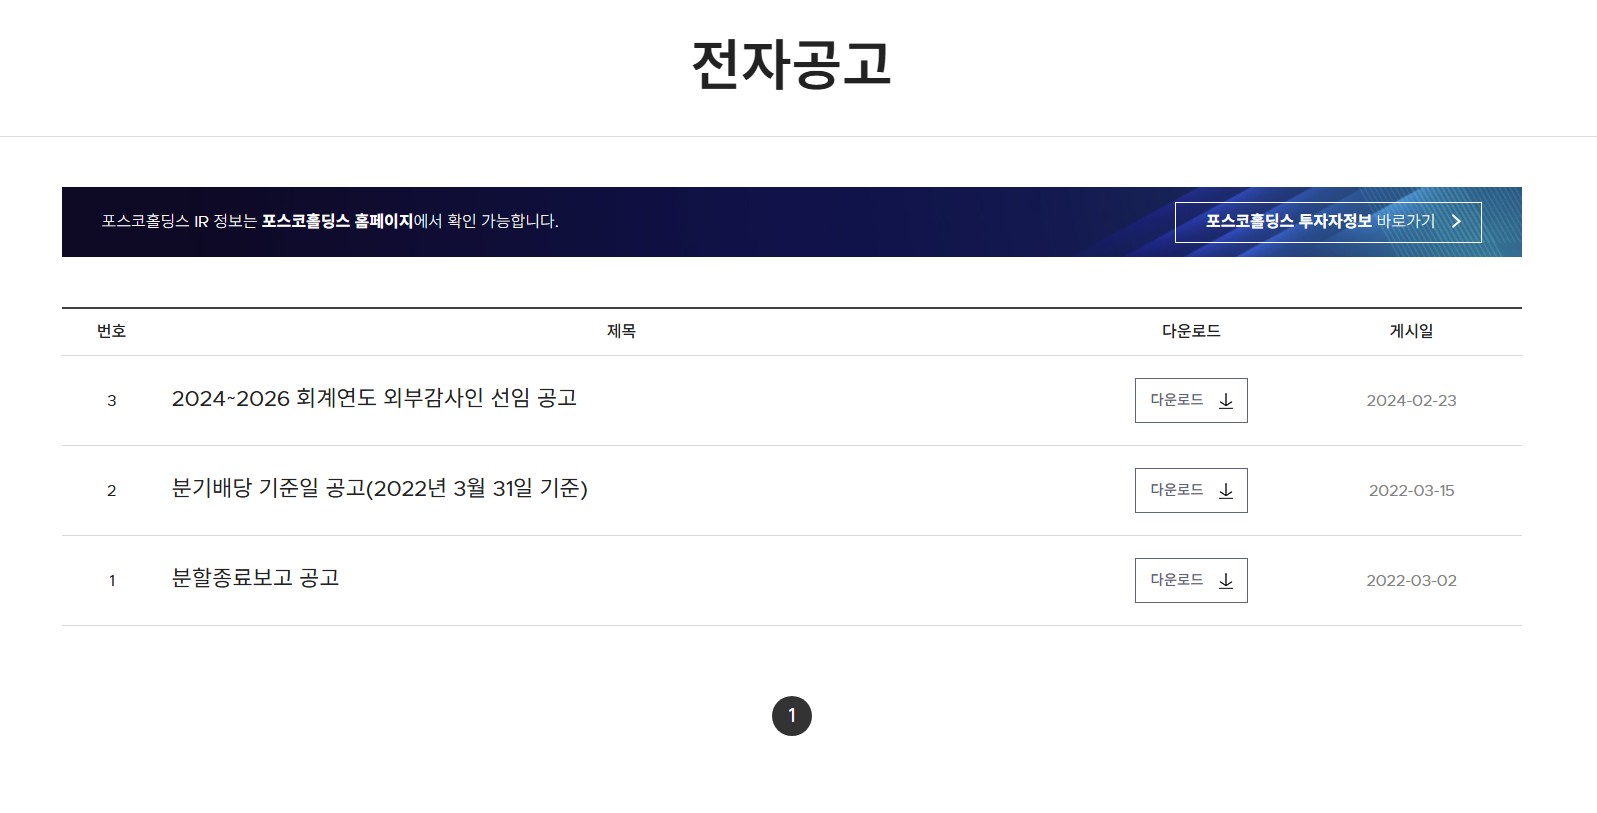 전자공고
포스코홀딩스 IR 정보는 포스코홀딩스 홈페이지에서 확인 가능합니다.
포스코홀딩스 투자자정보 바로가기
번호 제목 다운로드 게시일
3 2024~2026 회계연도 외부감사인 선임 공고 다운로드 2024-02-23
2 분기배당 기준일 공고(2022년 3월 31일 기준) 다운로드 2022-03-15
1 분할종료보고 공고 다운로드 2022-03-02
1